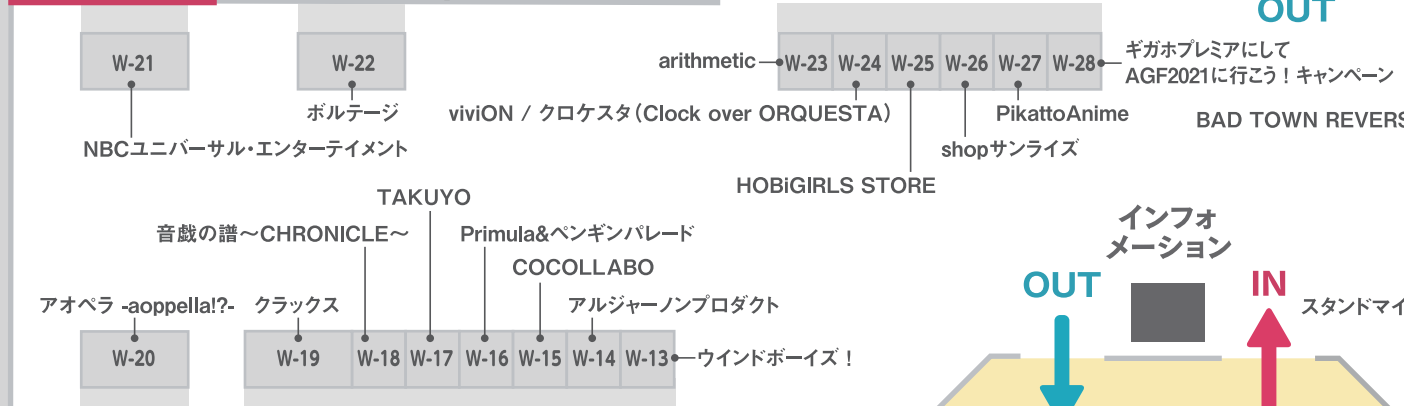 OUT
W-21
W-22
arithmetic
W-23
W-24
W-25
W-26
W-27
W-28
ギガホプレミアにして
AGF2021に行こう！キャンペーン
ボルテージ
viviON / クロケスタ（Clock over ORQUESTA）
PikattoAnime
BAD TOWN REVERS
NBCユニバーサル・エンターテイメント
shopサンライズ
HOBiGIRLS STORE
TAKUYO
音戯の譜～CHRONICLE～
Primula&ペンギンパレード
COCOLLABO
アオペラ -aoppella!?-
クラックス
アルジャーノンプロダクト
W-20
W-19
W-18
W-17
W-16
W-15
W-14
W-13
ウインドボーイズ！
インフォ
メーション
OUT
IN
スタンドマイ